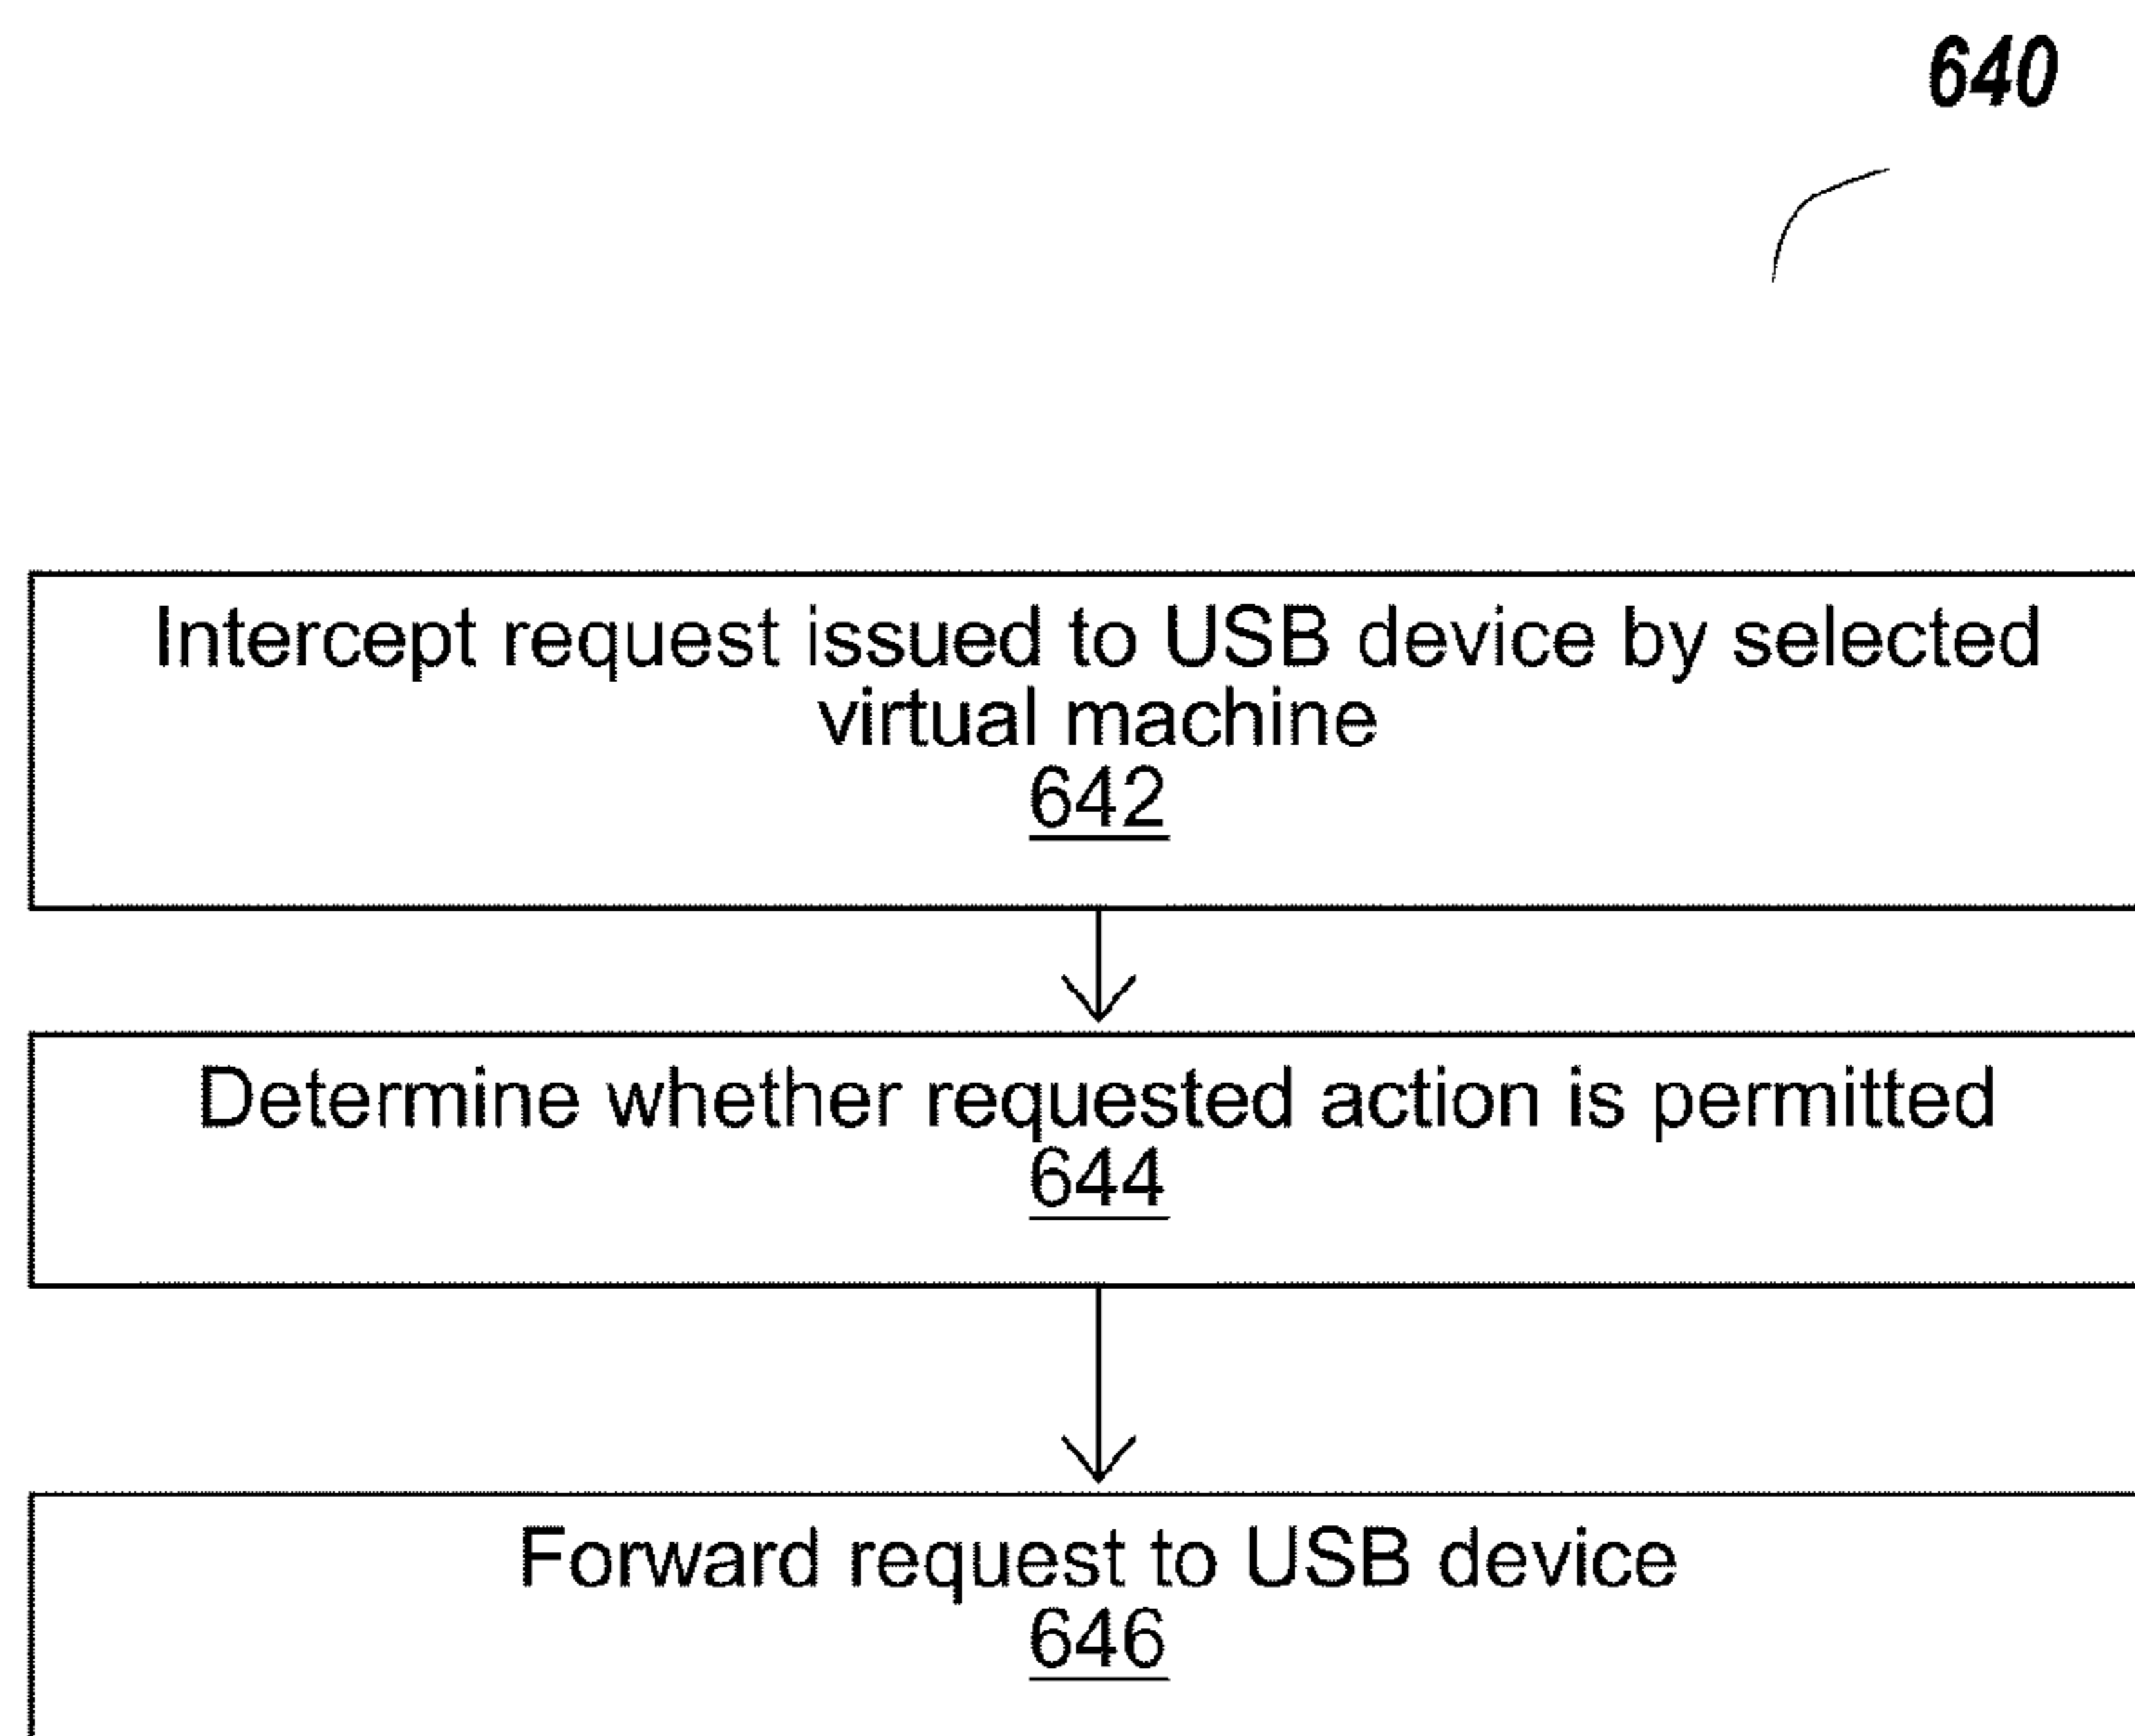 640
Intercept request issued to USB device by selected
virtual machine
642
Determine whether requested action is permitted
644
Forward request to USB device
646